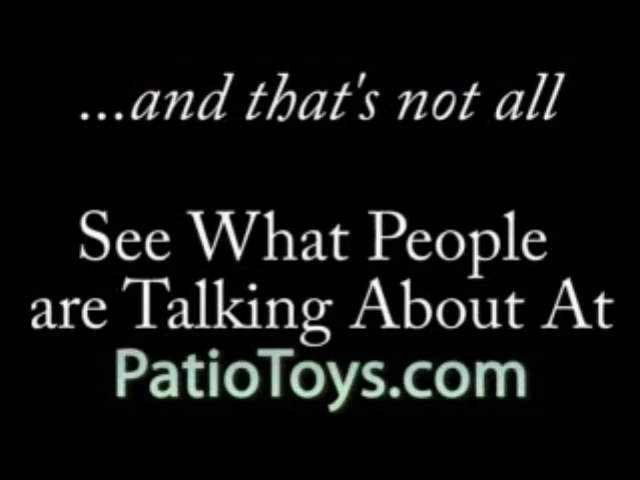 ...and that's not all
See What People
are Talking About At
PatioToys.com